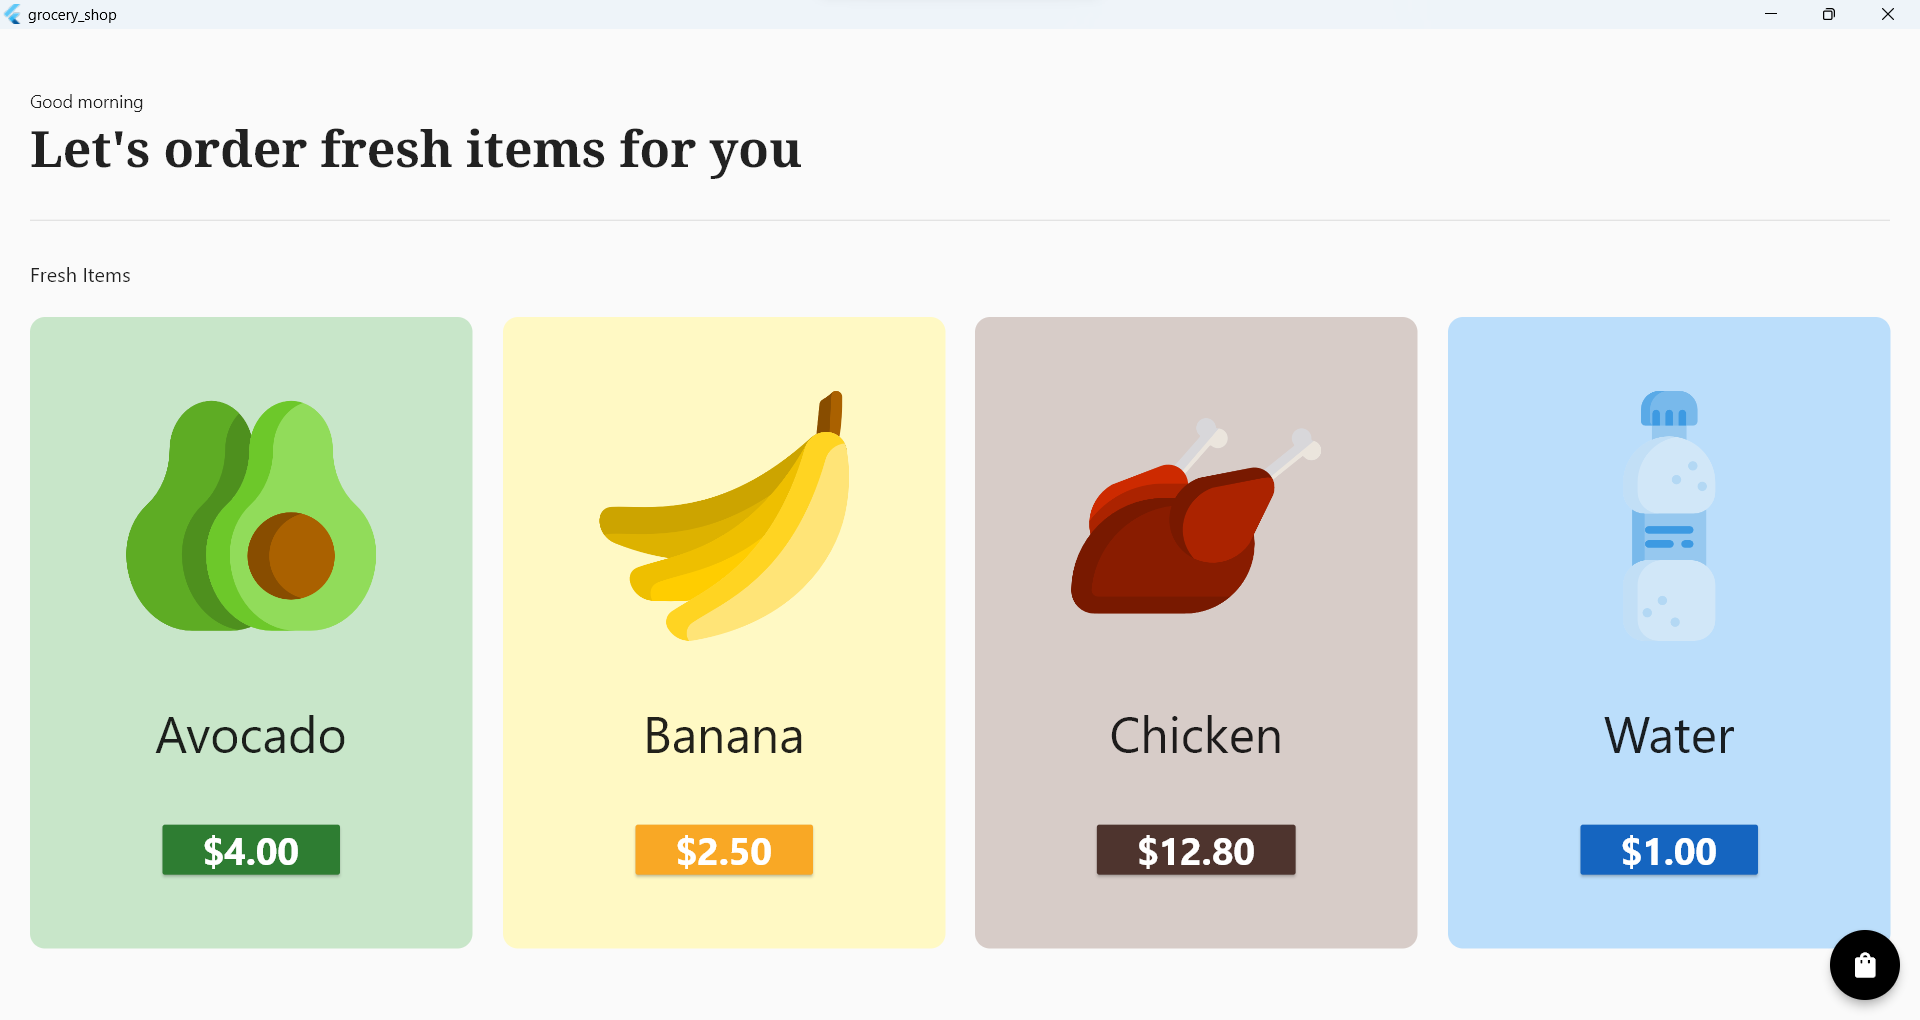 grocery_shop
Good morning
Let's order fresh items for you
Fresh Items
Avocado
Banana
Chicken
Water
$4.00
$2.50
$12.80
$1.00